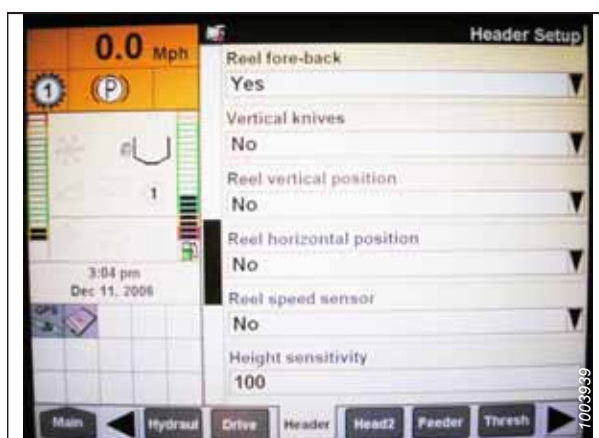 0.0 Mph
Header Setup
1
(P)
Reel fore-back
Yes
Vertical knives
No
Reel vertical position
No
1
Reel horizontal position
No
3:04 pm
Dec 11, 2006
Reel speed sensor
No
GPS
Height sensitivity
100
Main
Hydraul
Drive
Header
Head2
Feeder
Thresh
1003939